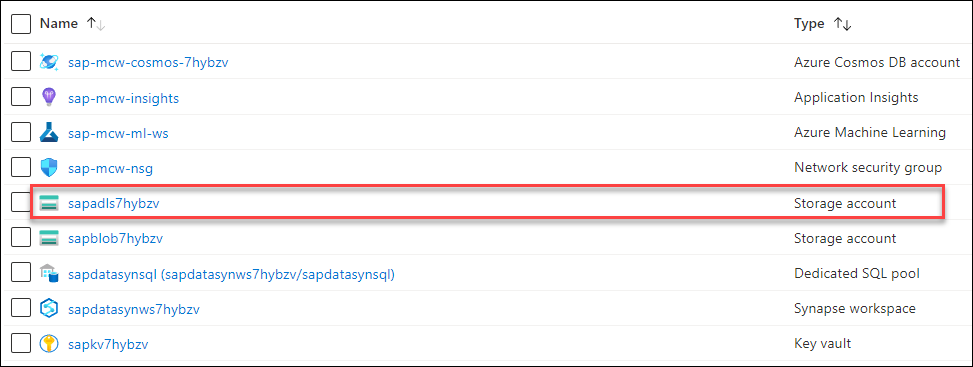 Name ↑↓ Type ↑↓
sap-mcw-cosmos-7hybzv Azure Cosmos DB account
sap-mcw-insights Application Insights
sap-mcw-ml-ws Azure Machine Learning
sap-mcw-nsg Network security group
sapadls7hybzv Storage account
sapblob7hybzv Storage account
sapdatasynsql (sapdatasynws7hybzv/sapdatasynsql) Dedicated SQL pool
sapdatasynws7hybzv Synapse workspace
sapkv7hybzv Key vault